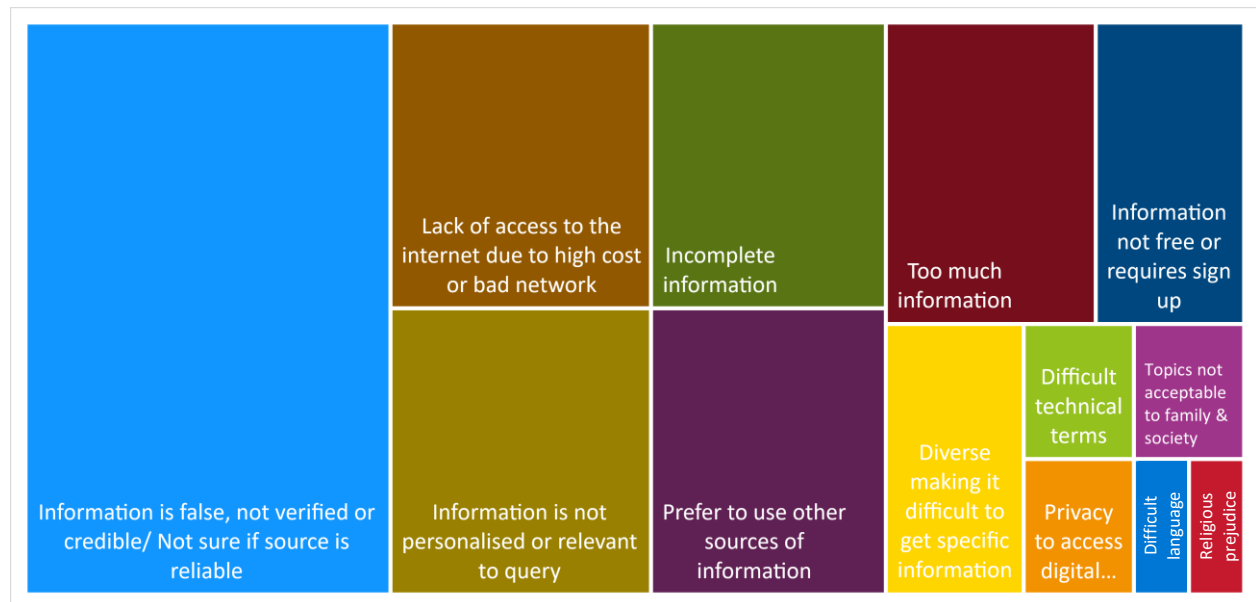 Information is false, not verified or
credible/ Not sure if source is
reliable
Lack of access to the
internet due to high cost
or bad network
Information is not
personalised or relevant
to query
Incomplete
information
Prefer to use other
sources of
information
Too much
information
Information
not free or
requires sign
up
Diverse
making it
difficult to
get specific
information
Difficult
technical
terms
Topics not
acceptable
to family &
society
Privacy
to access
digital...
Difficult
language
Religious
prejudice